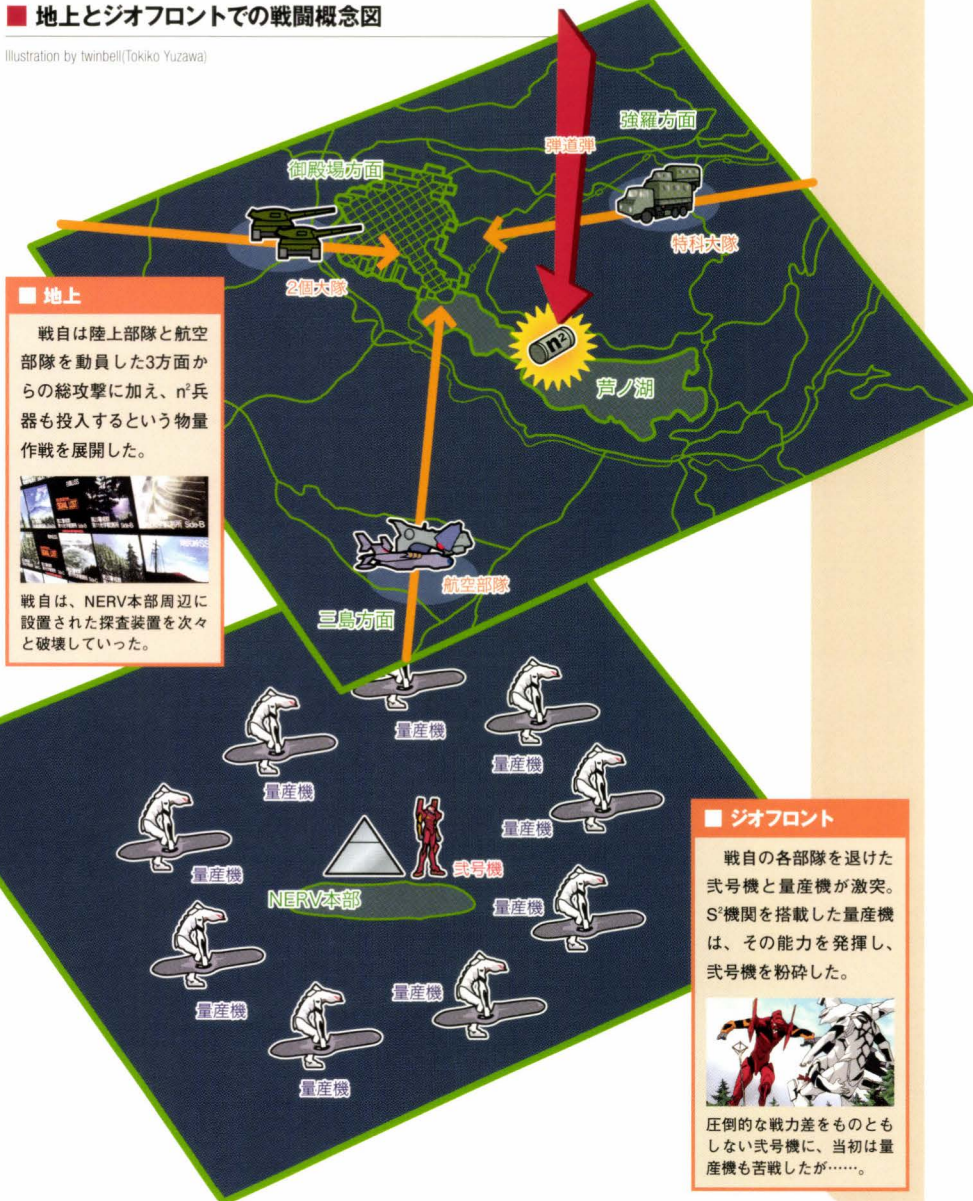 ■ 地上とジオフロントでの戦闘概念図
Illustration by twinbell(Tokiko Yuzawa)
強羅方面
弾道弾
御殿場方面
特科大隊
2個大隊
n²
芦ノ湖
■ 地上
戦自は陸上部隊と航空
部隊を動員した3方面か
らの総攻撃に加え、n²兵
器も投入するという物量
作戦を展開した。
戦自は、NERV本部周辺に
設置された探査装置を次々
と破壊していった。
航空部隊
三島方面
量産機
量産機
量産機
量産機
量産機
弐号機
NERV本部
量産機
量産機
量産機
量産機
■ ジオフロント
戦自の各部隊を退けた
弐号機と量産機が激突。
S²機関を搭載した量産機
は、その能力を発揮し、
弐号機を粉砕した。
圧倒的な戦力差をものとも
しない弐号機に、当初は量
産機も苦戦したが……。